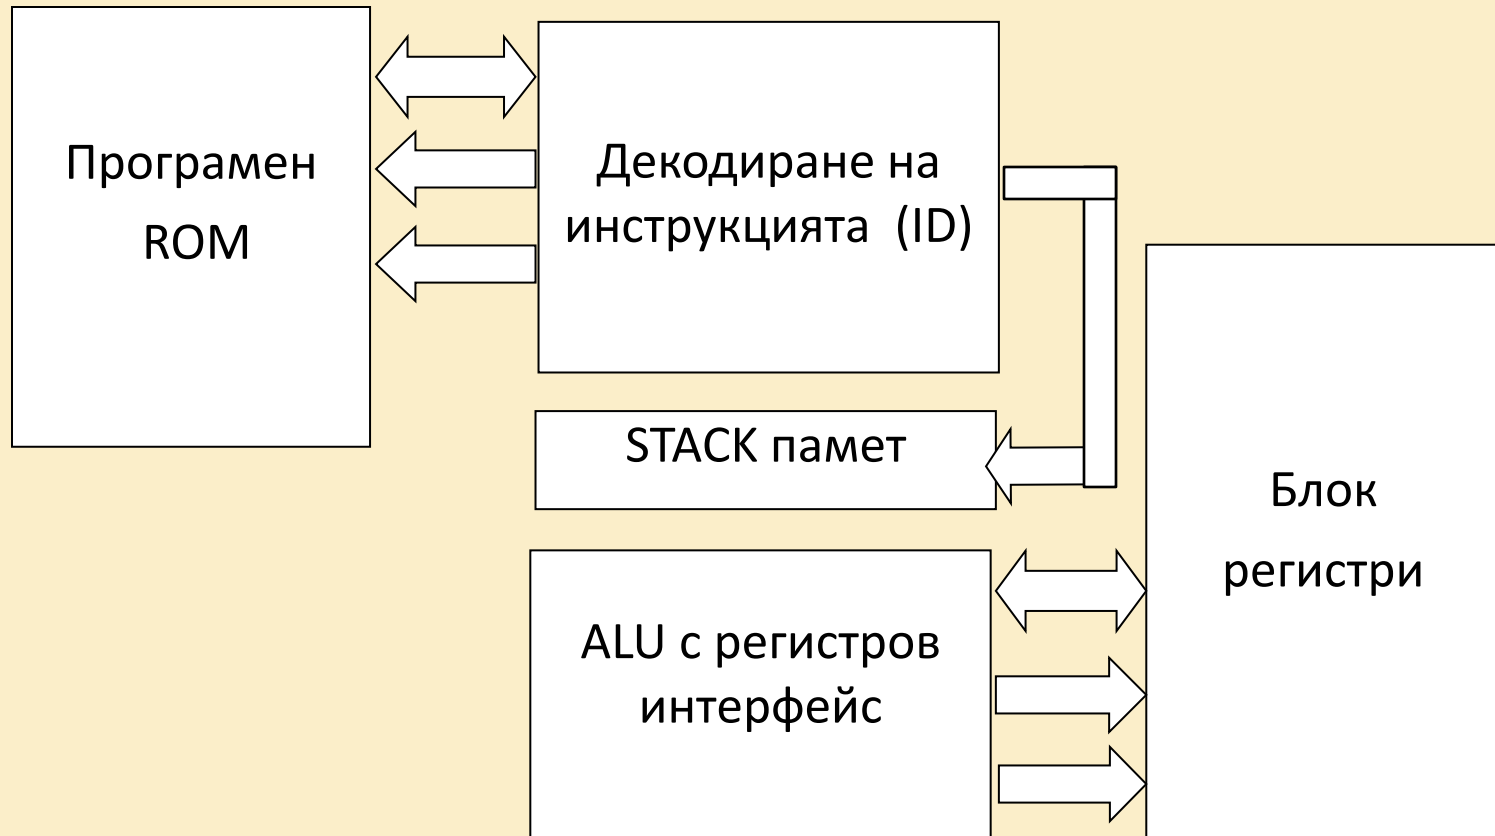 Програмен
ROM
Декодиране на
инструкцията (ID)
STACK памет
Блок
регистри
ALU с регистров
интерфейс